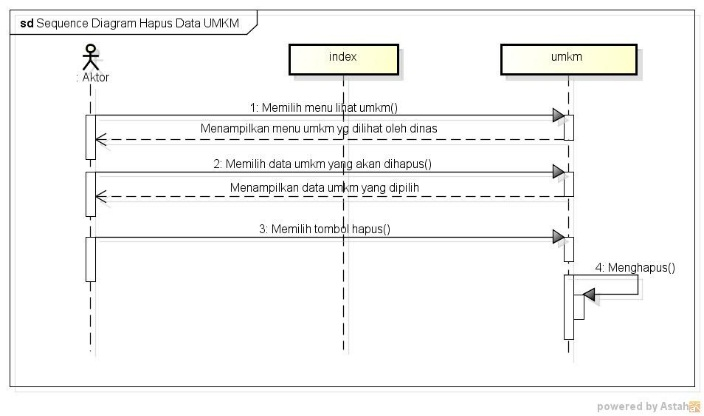 sd Sequence Diagram Hapus Data UMKM
: Aktor
index
umkm
1: Memilih menu lihat umkm()
Menampilkan menu umkm yg dilihat oleh dinas
2: Memilih data umkm yang akan dihapus()
Menampilkan data umkm yang dipilih
3: Memilih tombol hapus()
4: Menghapus()
powered by Astah